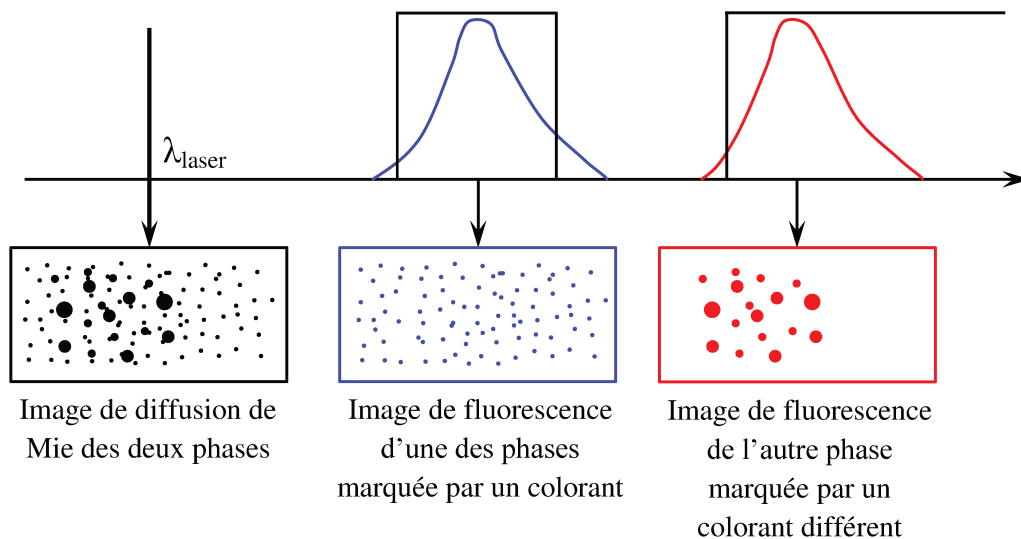 λlaser
Image de diffusion de
Mie des deux phases
Image de fluorescence
d’une des phases
marquée par un colorant
Image de fluorescence
de l’autre phase
marquée par un
colorant différent